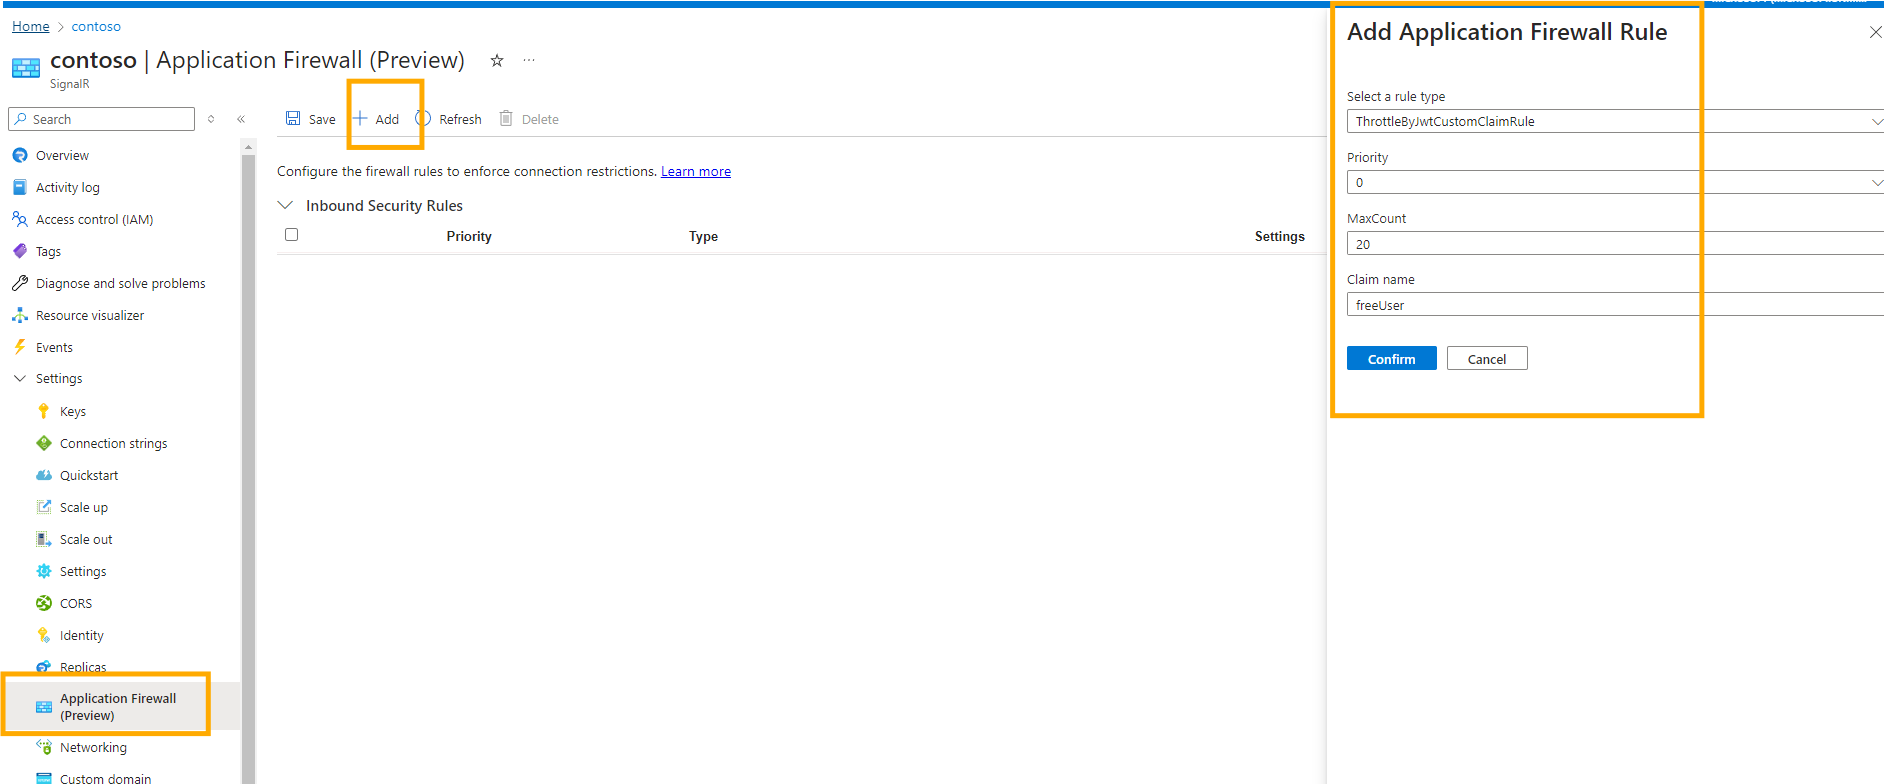 Home > contoso
contoso | Application Firewall (Preview)
SignalR
Search
Overview
Activity log
Access control (IAM)
Tags
Diagnose and solve problems
Resource visualizer
Events
Settings
Keys
Connection strings
Quickstart
Scale up
Scale out
Settings
CORS
Identity
Replicas
Application Firewall
(Preview)
Networking
Custom domain
Save Add Refresh Delete
Configure the firewall rules to enforce connection restrictions. Learn more
Inbound Security Rules
Priority Type Settings
Add Application Firewall Rule
Select a rule type
ThrottleByJwtCustomClaimRule
Priority
0
MaxCount
20
Claim name
freeUser
Confirm Cancel